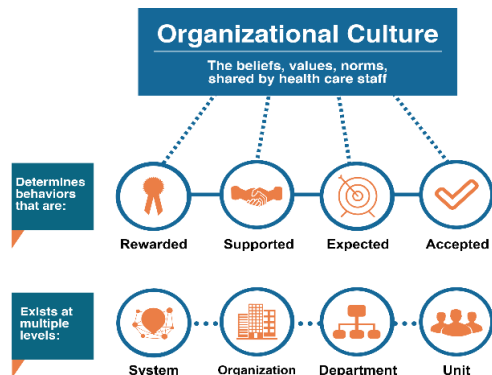 Organizational Culture
The beliefs, values, norms,
shared by health care staff
Determines
behaviors
that are:
Rewarded
Supported
Expected
Accepted
Exists at
multiple
levels:
System
Organization
Department
Unit